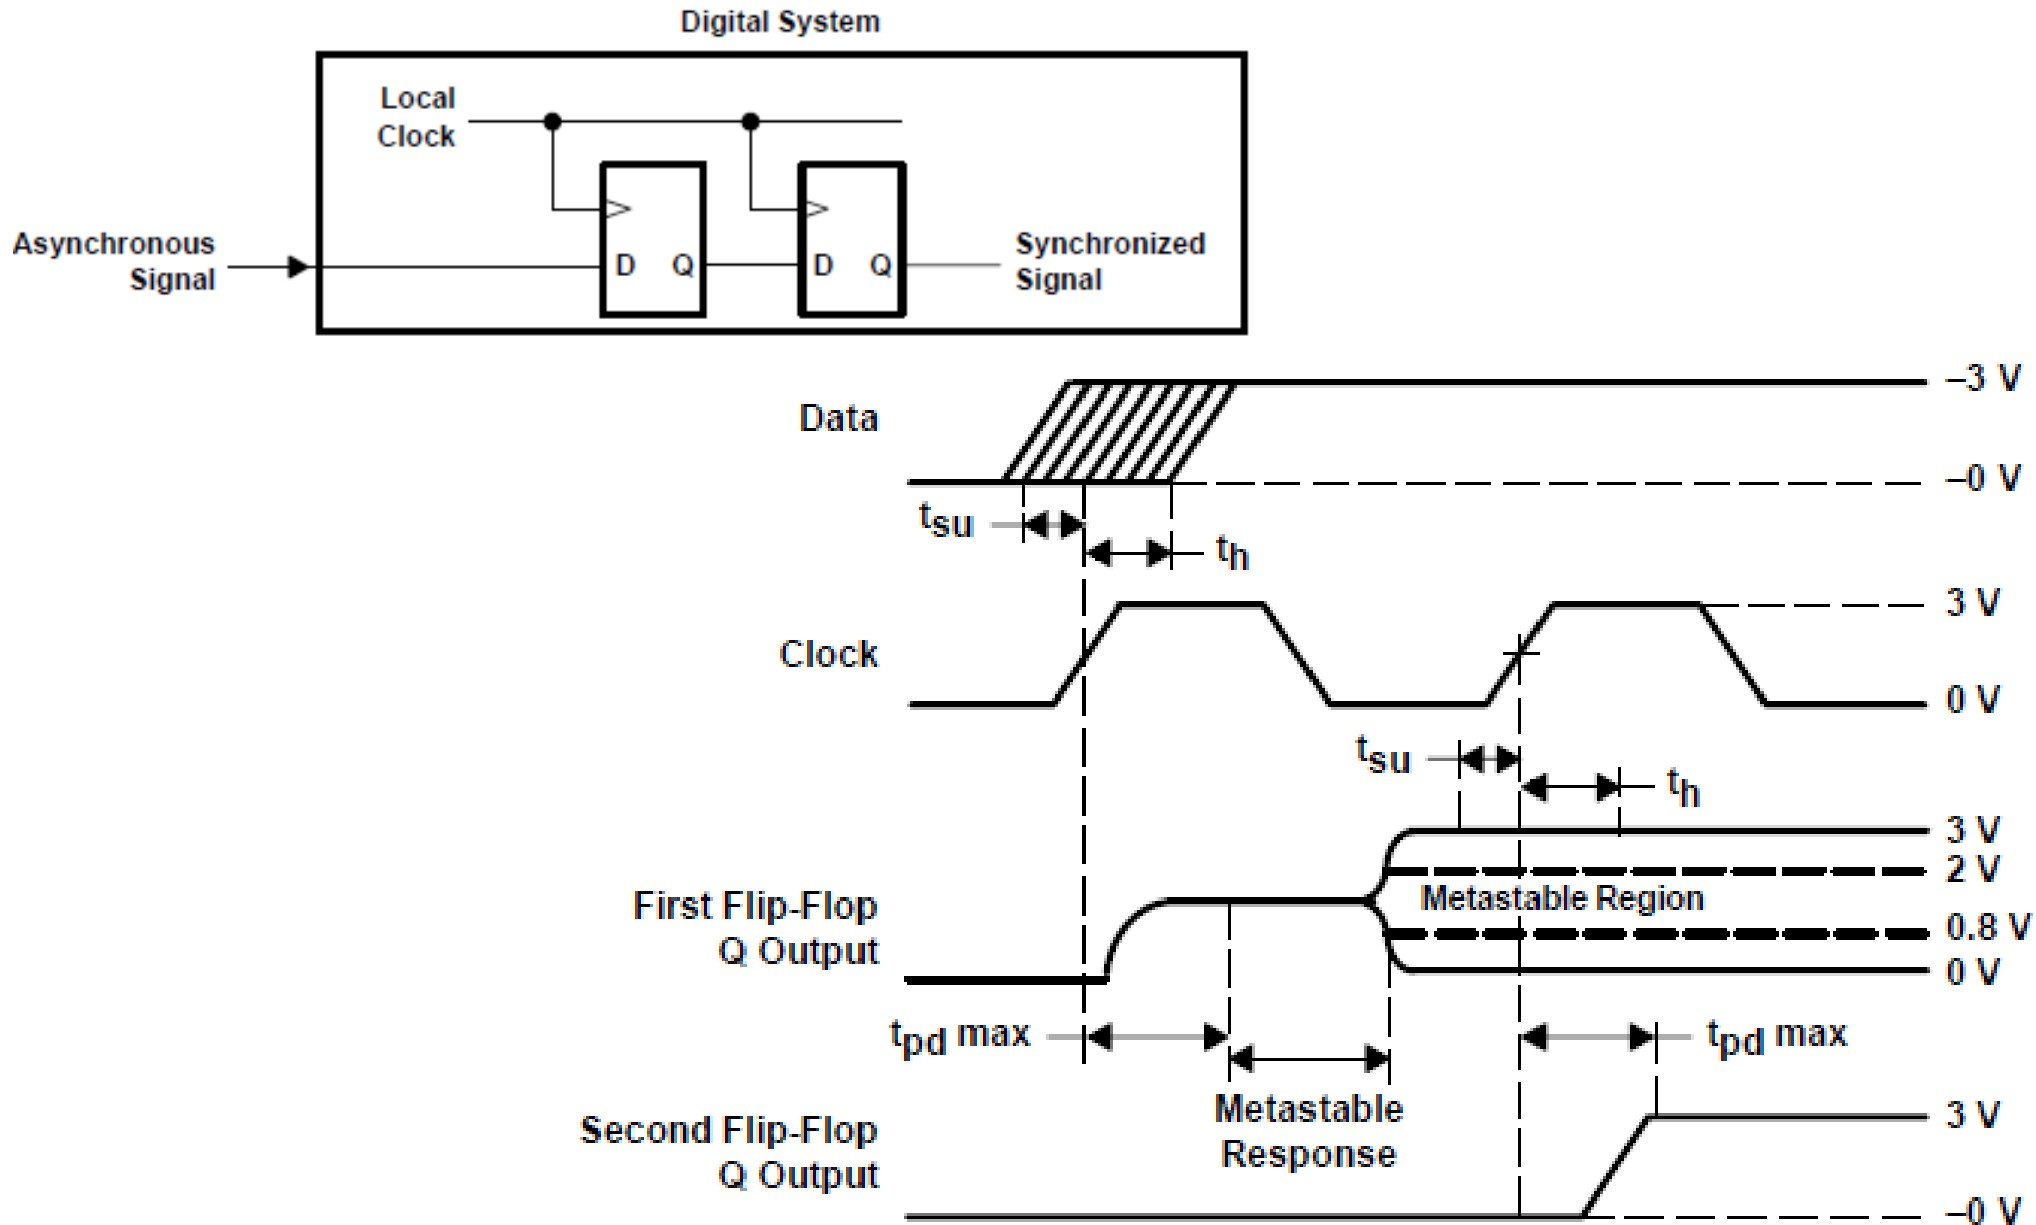 Digital System
Local
Clock
Asynchronous
Signal
D Q
D Q
Synchronized
Signal
Data
–3 V
–0 V
tsu
th
Clock
3 V
0 V
tsu
th
First Flip-Flop
Q Output
3 V
2 V
Metastable Region
0.8 V
0 V
tpd max
tpd max
Metastable
Response
Second Flip-Flop
Q Output
3 V
–0 V